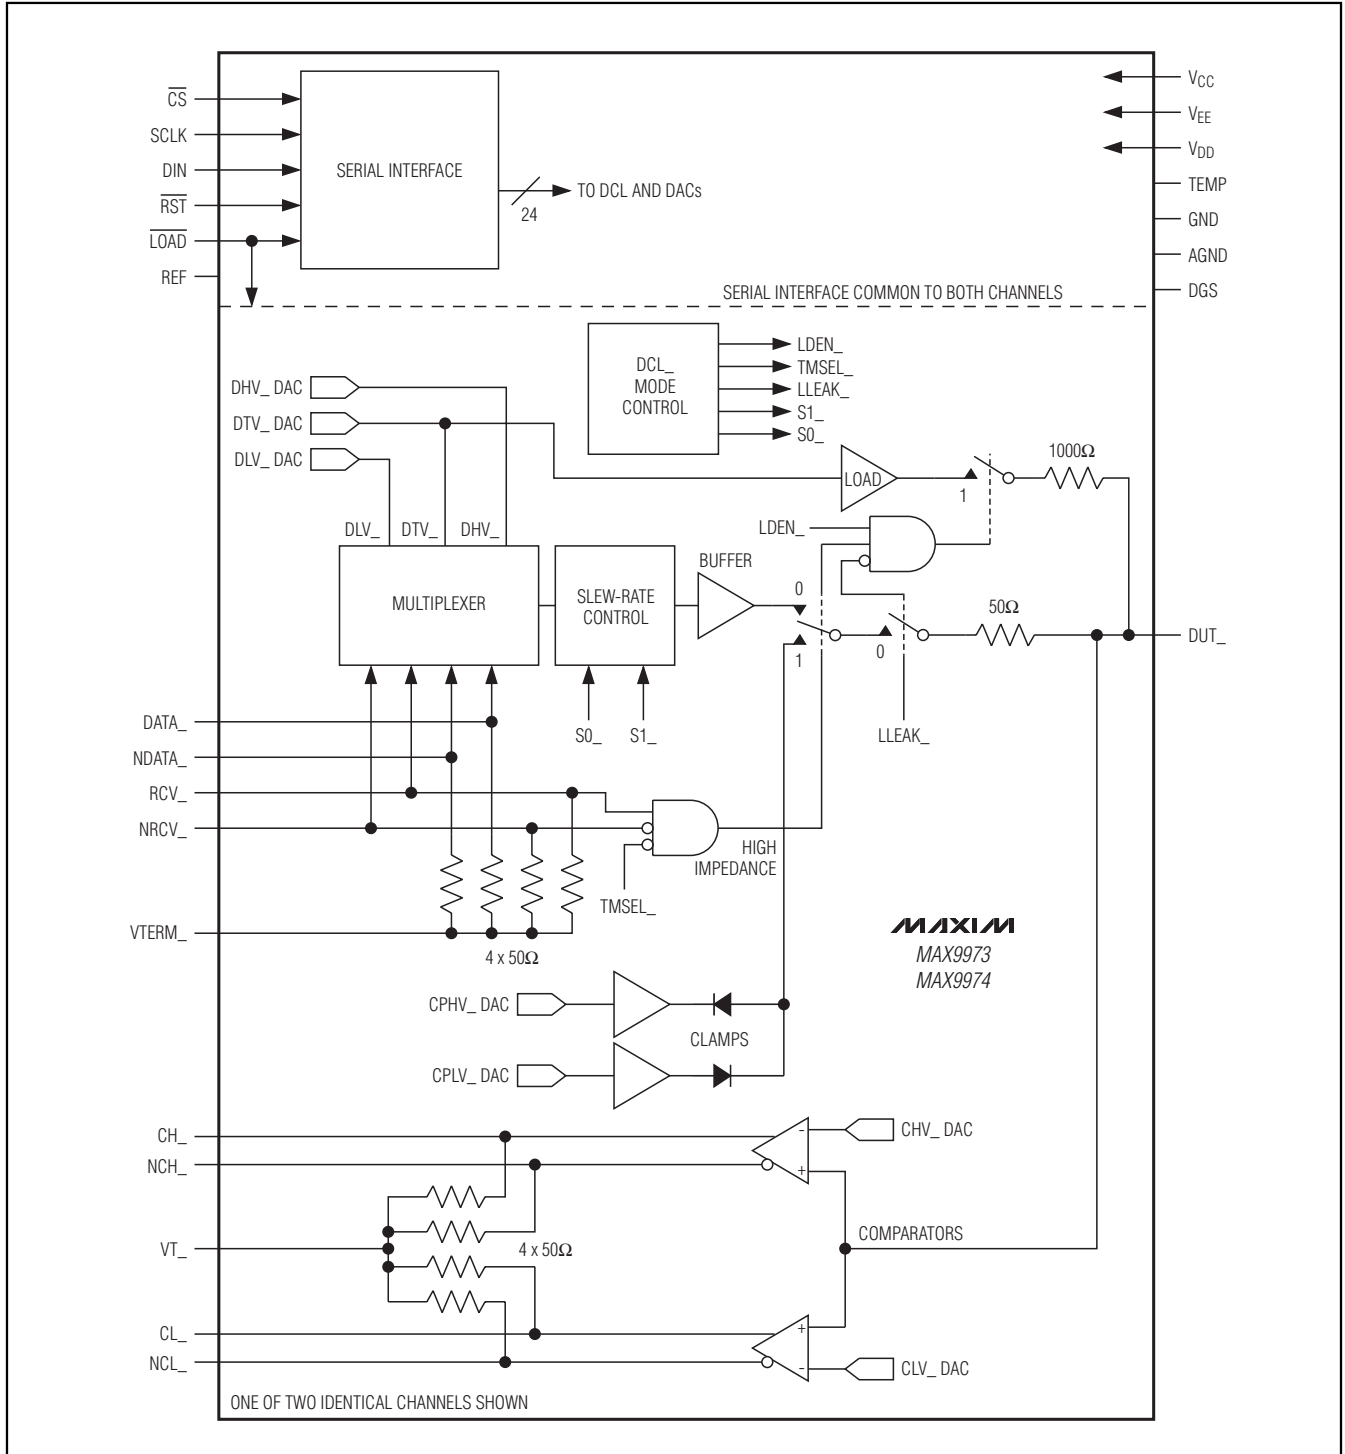 CS
SCLK
DIN
RST
LOAD
REF
SERIAL INTERFACE
24
TO DCL AND DACs
VCC
VEE
VDD
TEMP
GND
AGND
DGS
SERIAL INTERFACE COMMON TO BOTH CHANNELS
DCL_
MODE
CONTROL
LDEN_
TMSEL_
LLEAK_
S1_
S0_
DHV_ DAC
DTV_ DAC
DLV_ DAC
LOAD
1
1000Ω
DLV_ DTV_ DHV_
MULTIPLEXER
SLEW-RATE
CONTROL
BUFFER
LDEN_
0
1
0
50Ω
DUT_
S0_ S1_
LLEAK_
DATA_
NDATA_
RCV_
NRCV_
VTERM_
TMSEL_
HIGH
IMPEDANCE
4 x 50Ω
MAXIM
MAX9973
MAX9974
CPHV_ DAC
CLAMPS
CPLV_ DAC
CH_
NCH_
VT_
CL_
NCL_
4 x 50Ω
-
+
CHV_ DAC
COMPARATORS
+
-
CLV_ DAC
ONE OF TWO IDENTICAL CHANNELS SHOWN